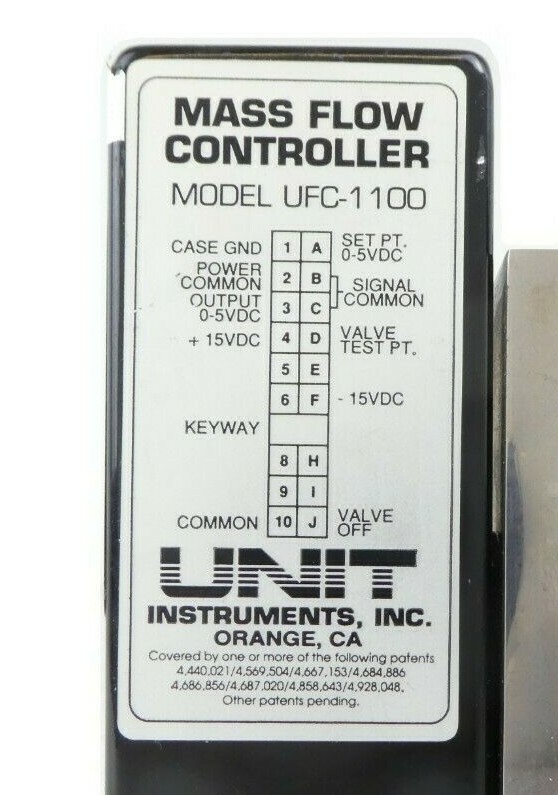 MASS FLOW
CONTROLLER
MODEL UFC-1100
CASE GND 1 A SET PT. 0-5VDC
POWER COMMON 2 B SIGNAL COMMON
OUTPUT 0-5VDC 3 C
+ 15VDC 4 D VALVE TEST PT.
5 E
6 F - 15VDC
KEYWAY
8 H
9 I
COMMON 10 J VALVE OFF
UNIT
INSTRUMENTS, INC.
ORANGE, CA
Covered by one or more of the following patents
4,440,021/4,569,504/4,667,153/4,684,886
4,686,856/4,687,020/4,858,643/4,928,048.
Other patents pending.